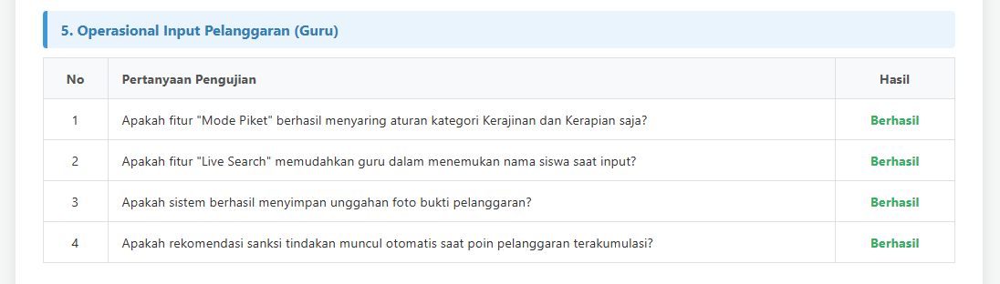 5. Operasional Input Pelanggaran (Guru)
No Pertanyaan Pengujian Hasil
1 Apakah fitur "Mode Piket" berhasil menyaring aturan kategori Kerajinan dan Kerapian saja? Berhasil
2 Apakah fitur "Live Search" memudahkan guru dalam menemukan nama siswa saat input? Berhasil
3 Apakah sistem berhasil menyimpan unggahan foto bukti pelanggaran? Berhasil
4 Apakah rekomendasi sanksi tindakan muncul otomatis saat poin pelanggaran terakumulasi? Berhasil